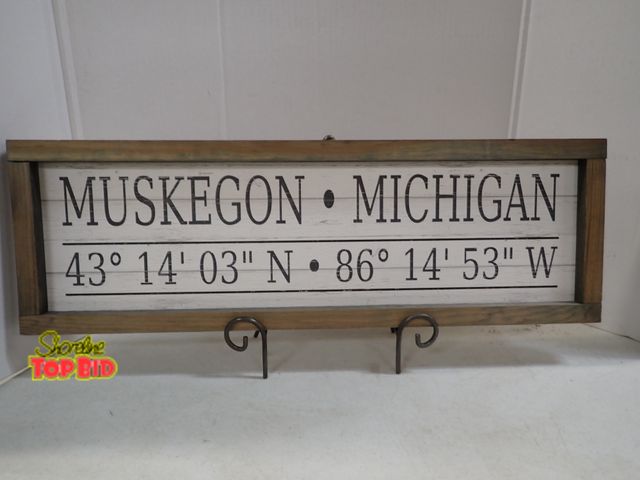 MUSKEGON • MICHIGAN
43° 14' 03" N • 86° 14' 53" W
Shoreline
TOP BID